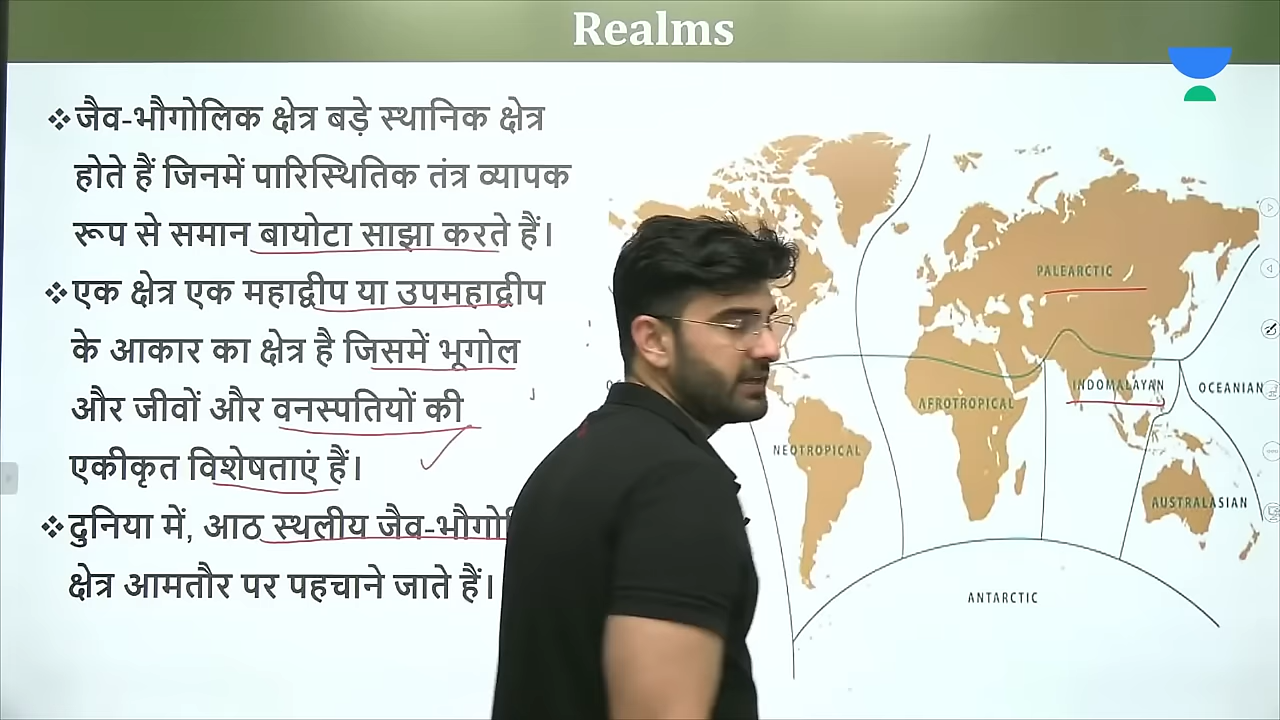 Realms
❖जैव-भौगोलिक क्षेत्र बड़े स्थानिक क्षेत्र
होते हैं जिनमें पारिस्थितिक तंत्र व्यापक
रूप से समान बायोटा साझा करते हैं।
❖एक क्षेत्र एक महाद्वीप या उपमहाद्वीप
के आकार का क्षेत्र है जिसमें भूगोल
और जीवों और वनस्पतियों की
एकीकृत विशेषताएं हैं।
❖दुनिया में, आठ स्थलीय
क्षेत्र आमतौर पर पहचाने जाते हैं।
PALEARCTIC
INDOMALAYAN
OCEANIAN
AFROTROPICAL
NEOTROPICAL
AUSTRALASIAN
ANTARCTIC